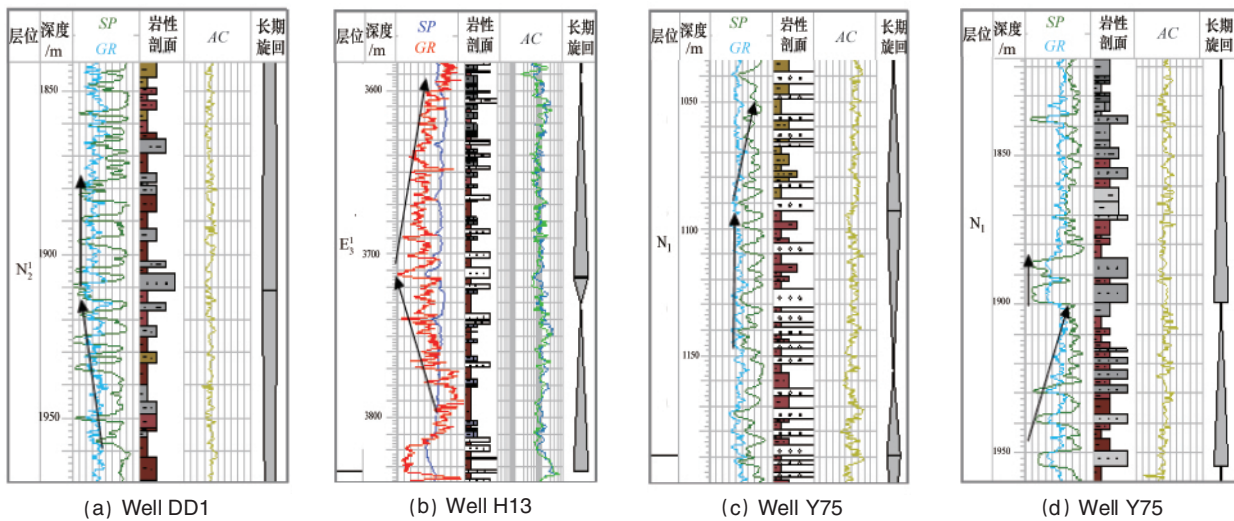 层位 深度/m SP GR 岩性剖面 AC 长期旋回
1850
1900
N₂¹
1950
(a) Well DD1
层位 深度/m SP GR 岩性剖面 AC 长期旋回
3600
E₃¹
3700
3800
(b) Well H13
层位 深度/m SP GR 岩性剖面 AC 长期旋回
1050
1100
N₁
1150
(c) Well Y75
层位 深度/m SP GR 岩性剖面 AC 长期旋回
1850
N₁
1900
1950
(d) Well Y75